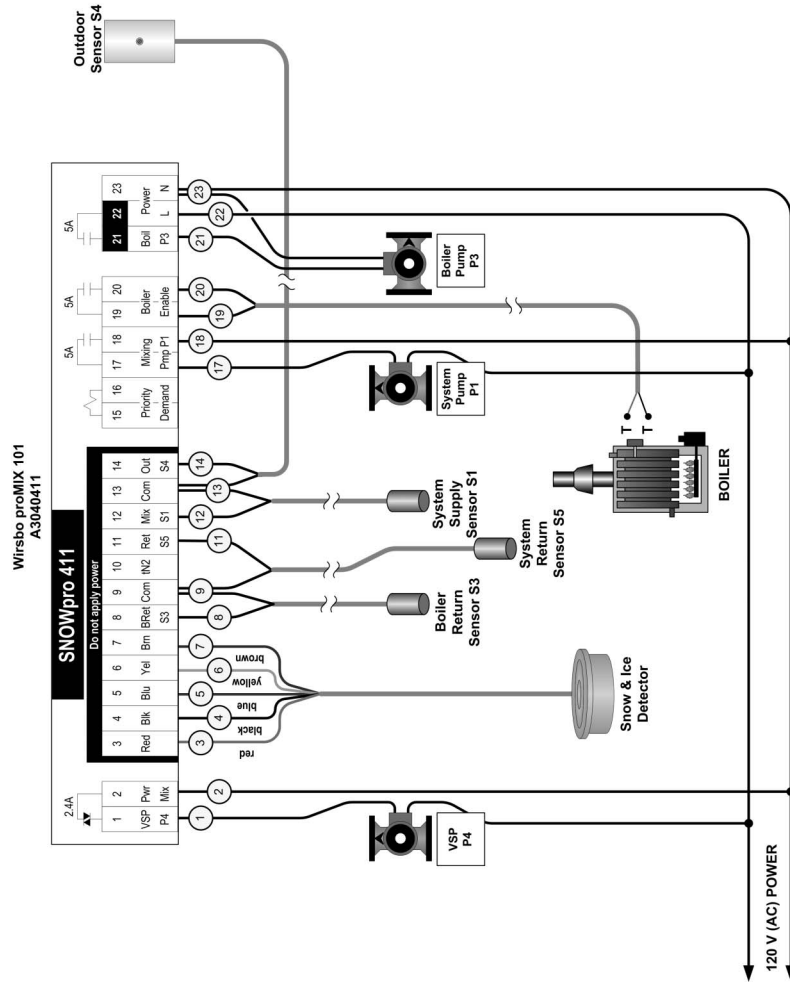 Wirsbo proMIX 101
A3040411
SNOWpro 411
Do not apply power
2.4A
5A
5A
5A
1 2
VSP Pwr
P4 Mix
3 4 5 6 7 8 9 10 11 12 13 14
Red Blk Blu Yel Brn BRet Com IN2 Ret Mix Com Out
S3 S5 S1 S4
15 16 17 18 19 20
Priority Mixing Boiler
Demand Pmp P1 Enable
21 22 23
Boil Power
P3 L N
1 2 3 4 5 6 7 8 9 11 12 13 14 17 18 19 20 21 22 23
red
black
blue
yellow
brown
Outdoor
Sensor S4
VSP
P4
Snow & Ice
Detector
Boiler
Return
Sensor S3
System
Return
Sensor S5
System
Supply
Sensor S1
System
Pump
P1
Boiler
Pump
P3
T
T
BOILER
120 V (AC) POWER